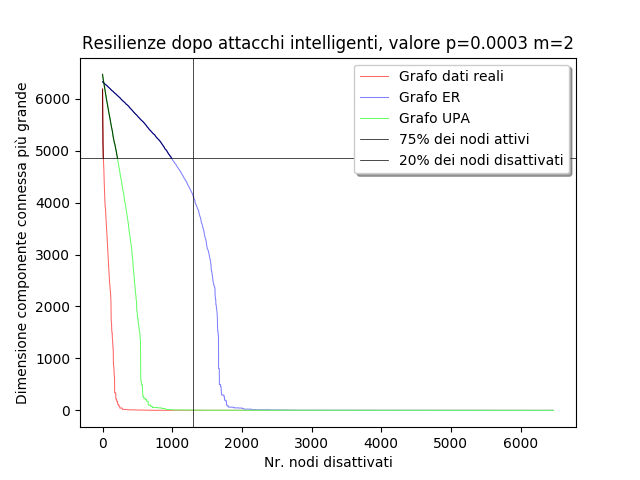 Resilienze dopo attacchi intelligenti, valore p=0.0003 m=2
Dimensione componente connessa più grande
6000
5000
4000
3000
2000
1000
0
Grafo dati reali
Grafo ER
Grafo UPA
75% dei nodi attivi
20% dei nodi disattivati
0 1000 2000 3000 4000 5000 6000
Nr. nodi disattivati